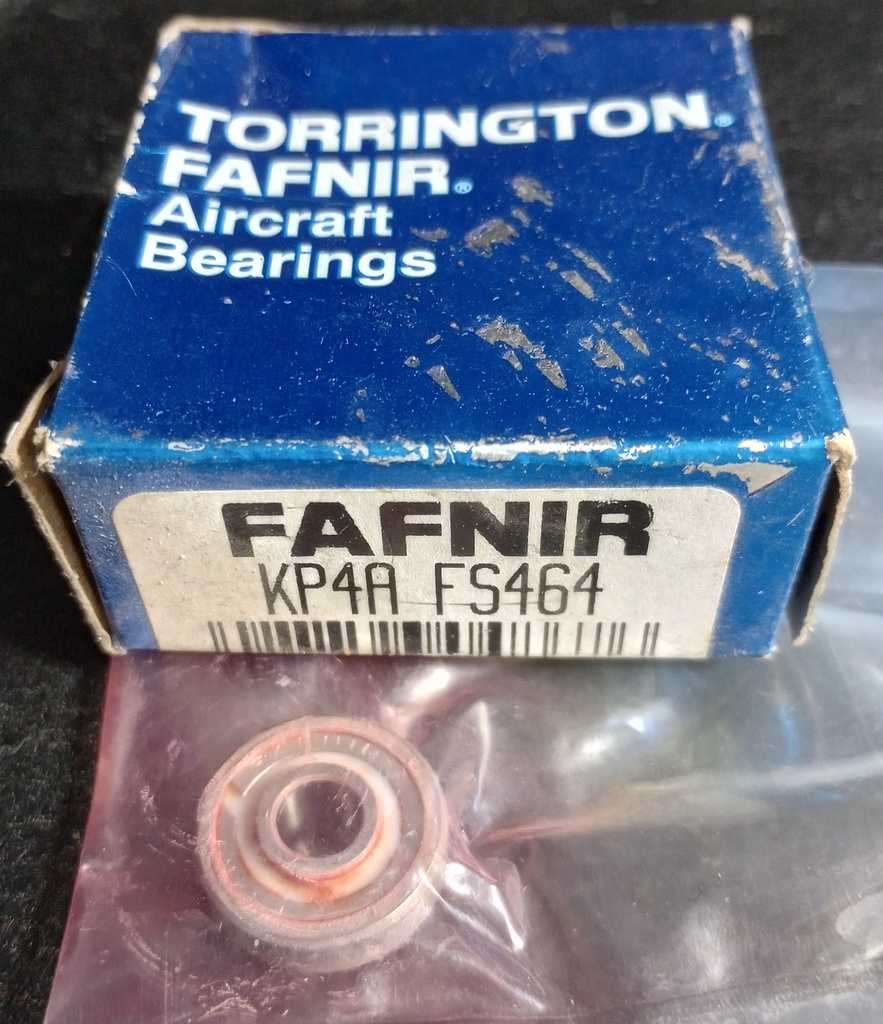 TORRINGTON®
FAFNIR®
Aircraft
Bearings
FAFNIR
KP4A FS464